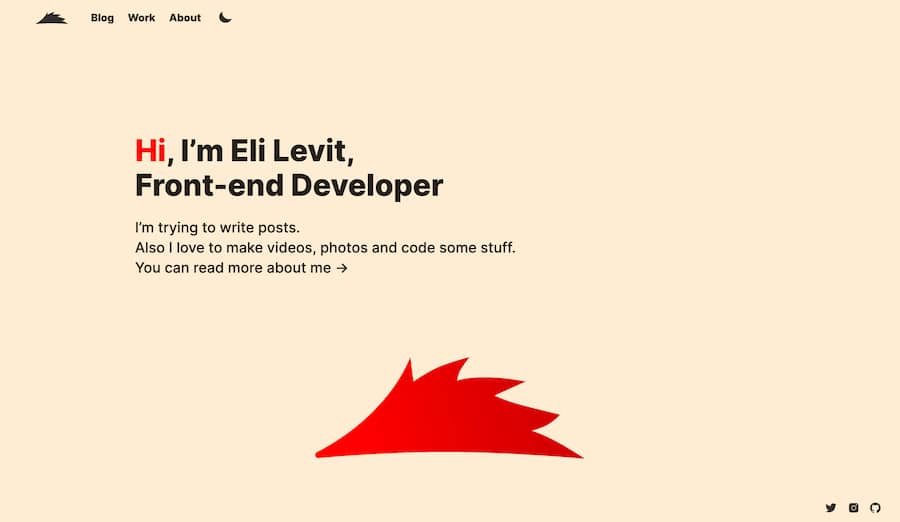 Blog Work About
Hi, I’m Eli Levit,
Front-end Developer
I’m trying to write posts.
Also I love to make videos, photos and code some stuff.
You can read more about me →